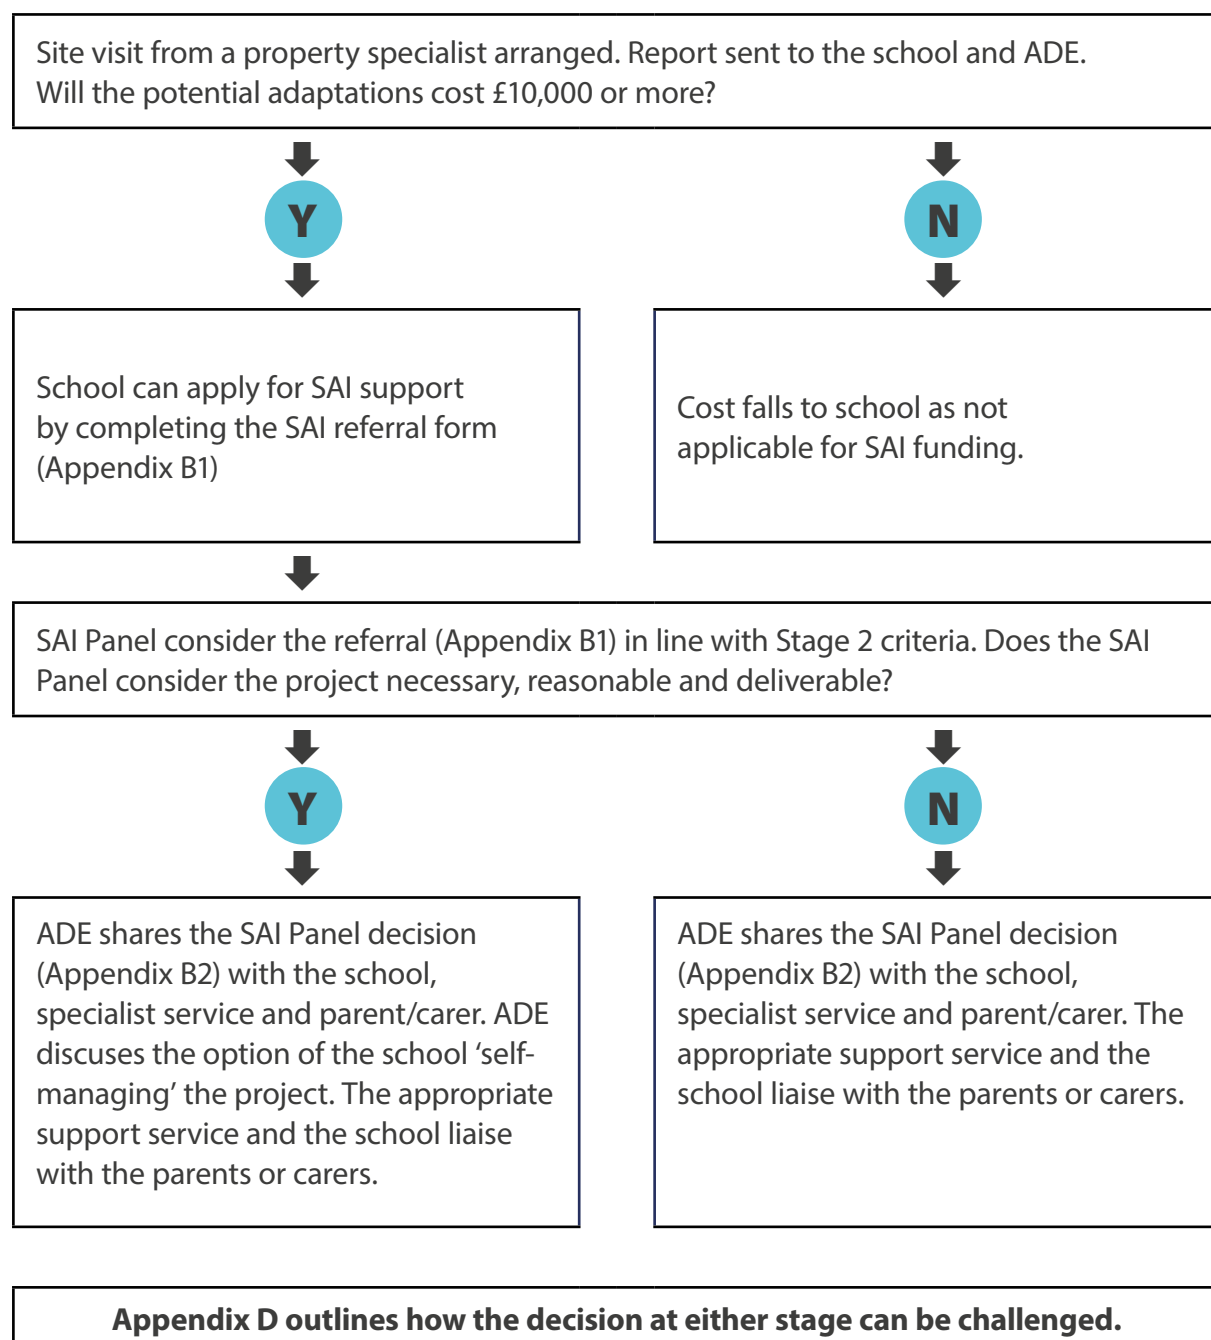 Site visit from a property specialist arranged. Report sent to the school and ADE.
Will the potential adaptations cost £10,000 or more?
Y
N
School can apply for SAI support
by completing the SAI referral form
(Appendix B1)
Cost falls to school as not
applicable for SAI funding.
SAI Panel consider the referral (Appendix B1) in line with Stage 2 criteria. Does the SAI
Panel consider the project necessary, reasonable and deliverable?
Y
N
ADE shares the SAI Panel decision
(Appendix B2) with the school,
specialist service and parent/carer. ADE
discuses the option of the school ‘self-
managing’ the project. The appropriate
support service and the school liaise
with the parents or carers.
ADE shares the SAI Panel decision
(Appendix B2) with the school,
specialist service and parent/carer. The
appropriate support service and the
school liaise with the parents or carers.
Appendix D outlines how the decision at either stage can be challenged.